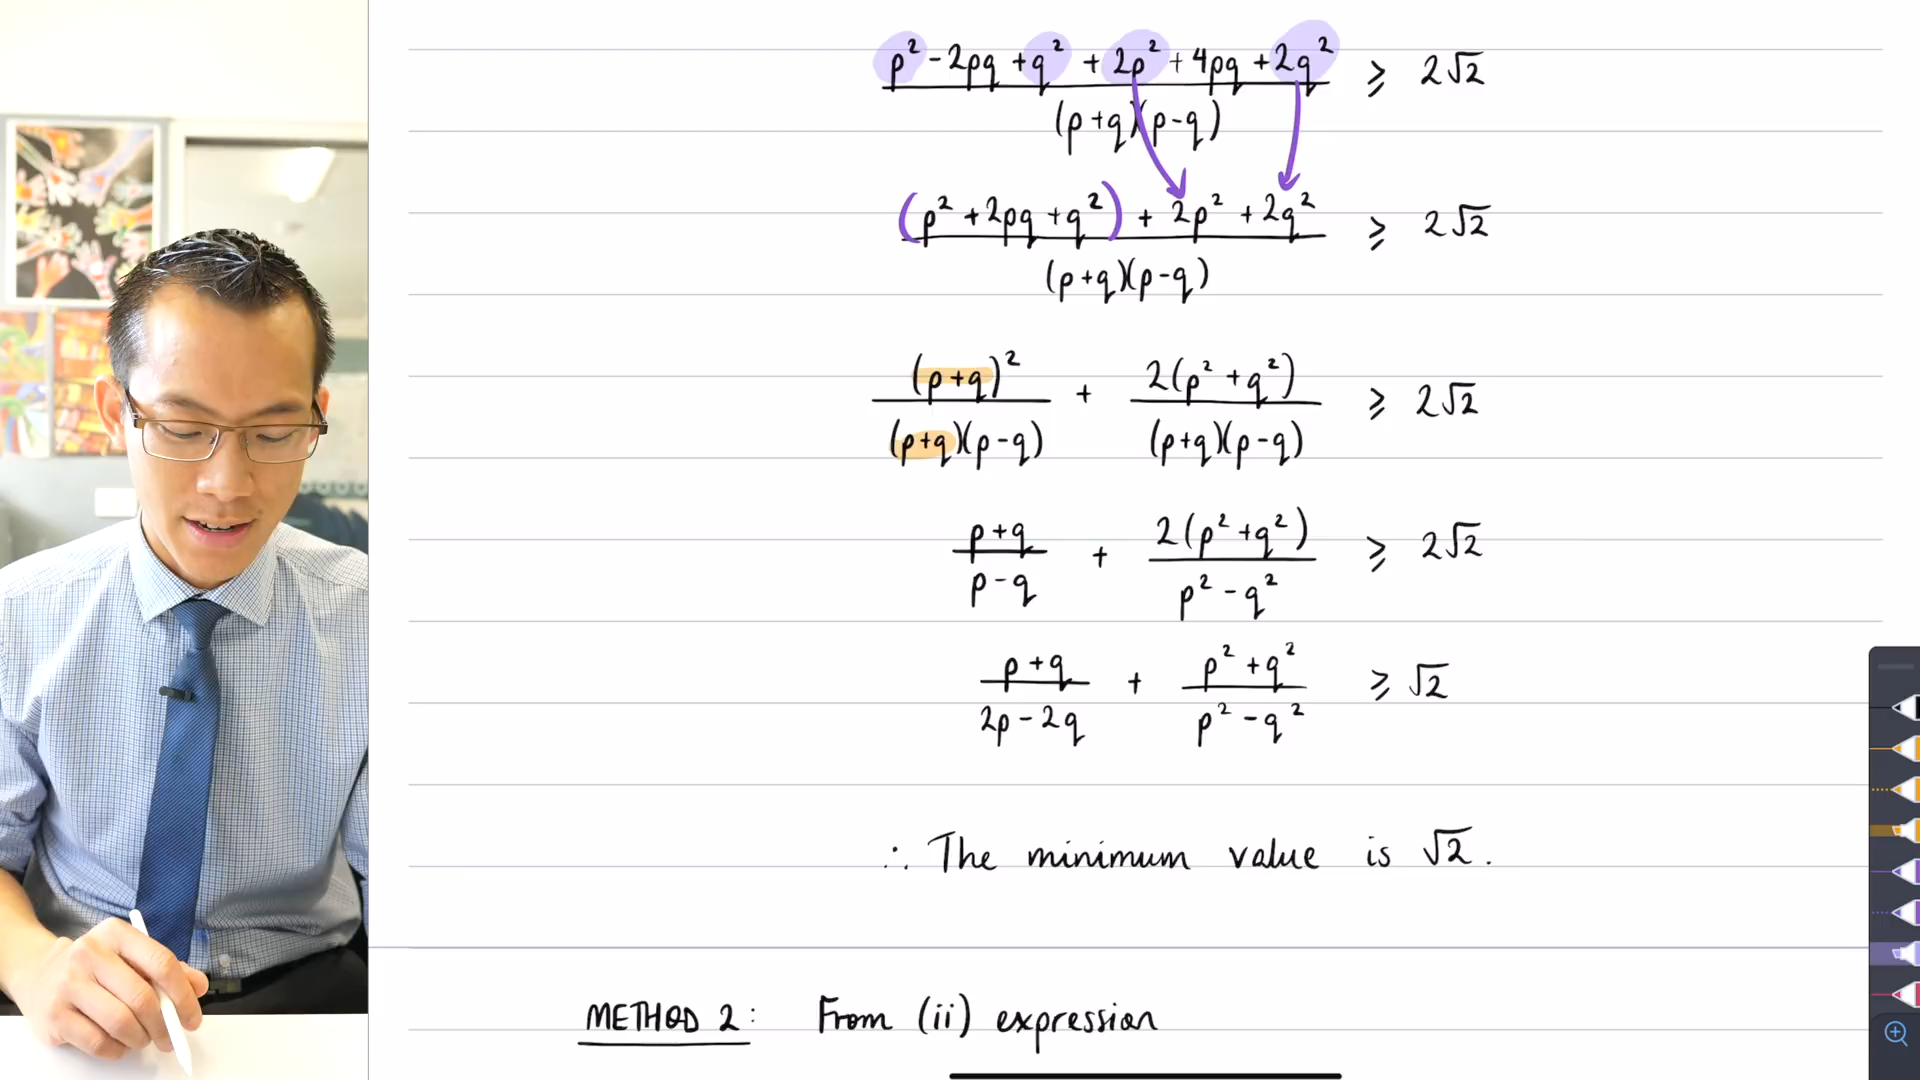 p² - 2pq + q² + 2p² + 4pq + 2q² / (p+q)(p-q) ≥ 2√2
(p² + 2pq + q²) + 2p² + 2q² / (p+q)(p-q) ≥ 2√2
(p+q)² / (p+q)(p-q) + 2(p² + q²) / (p+q)(p-q) ≥ 2√2
p+q / p-q + 2(p² + q²) / p² - q² ≥ 2√2
p+q / 2p-2q + p² + q² / p² - q² ≥ √2
∴ The minimum value is √2.
METHOD 2: From (ii) expression